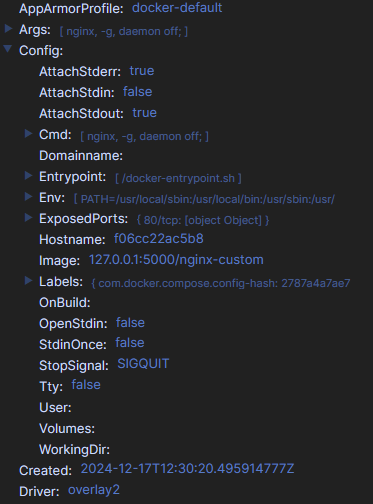 AppArmorProfile: docker-default
Args: [ nginx, -g, daemon off; ]
Config:
AttachStderr: true
AttachStdin: false
AttachStdout: true
Cmd: [ nginx, -g, daemon off; ]
Domainname:
Entrypoint: [ /docker-entrypoint.sh ]
Env: [ PATH=/usr/local/sbin:/usr/local/bin:/usr/sbin:/usr/
ExposedPorts: { 80/tcp: [object Object] }
Hostname: f06cc22ac5b8
Image: 127.0.0.1:5000/nginx-custom
Labels: { com.docker.compose.config-hash: 2787a4a7ae7
OnBuild:
OpenStdin: false
StdinOnce: false
StopSignal: SIGQUIT
Tty: false
User:
Volumes:
WorkingDir:
Created: 2024-12-17T12:30:20.495914777Z
Driver: overlay2